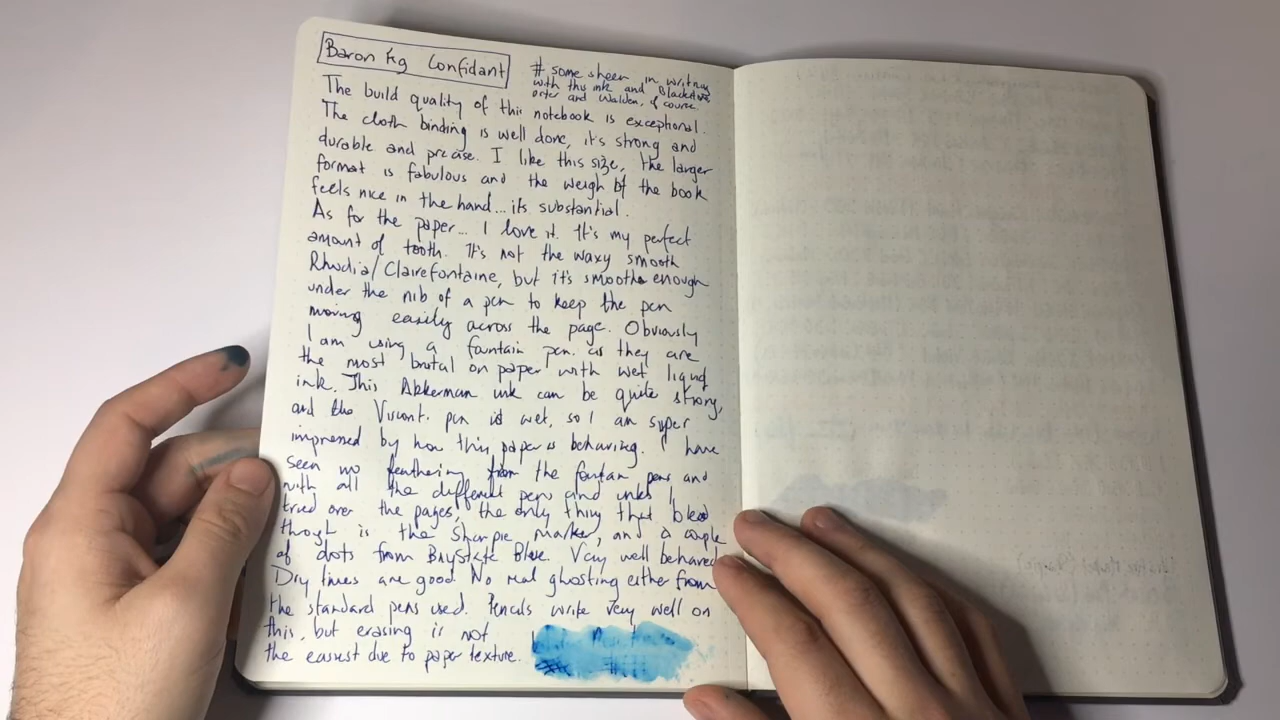 Baron Fig Confidant
# some sheen in writing
with this ink and Blackstone
and Walden, of course.
The build quality of this notebook is exceptional.
The cloth binding is well done, it's strong and
durable and precise. I like this size, the larger
format is fabulous and the weigh of the book
feels nice in the hand... its substantial.
As for the paper... I love it. It's my perfect
amount of tooth. It's not the waxy smooth
Rhodia/Clairefontaine, but it's smooth enough
under the nib of a pen to keep the pen
moving easily across the page. Obviously
I am using a fountain pen as they are
the most brutal on paper with wet liquid
ink. This Akkerman ink can be quite strong,
and the Visconti pen is wet, so I am super
impressed by how this paper is behaving. I have
seen no feathering from the fountain pens and
with all the different pens and inks I
tried over the pages, the only thing that bleed
though is the Sharpie marker, and a couple
of dots from BayState Blue. Very well behaved
Dry times are good. No real ghosting either from
the standard pens used. Pencils write very well on
this, but erasing is not
the easiest due to paper texture.